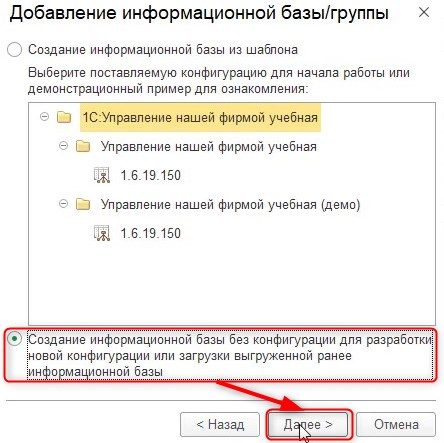 Добавление информационной базы/группы
Создание информационной базы из шаблона
Выберите поставляемую конфигурацию для начала работы или
демонстрационный пример для ознакомления:
1С:Управление нашей фирмой учебная
Управление нашей фирмой учебная
1.6.19.150
Управление нашей фирмой учебная (демо)
1.6.19.150
Создание информационной базы без конфигурации для разработки
новой конфигурации или загрузки выгруженной ранее
информационной базы
< Назад
Далее >
Отмена